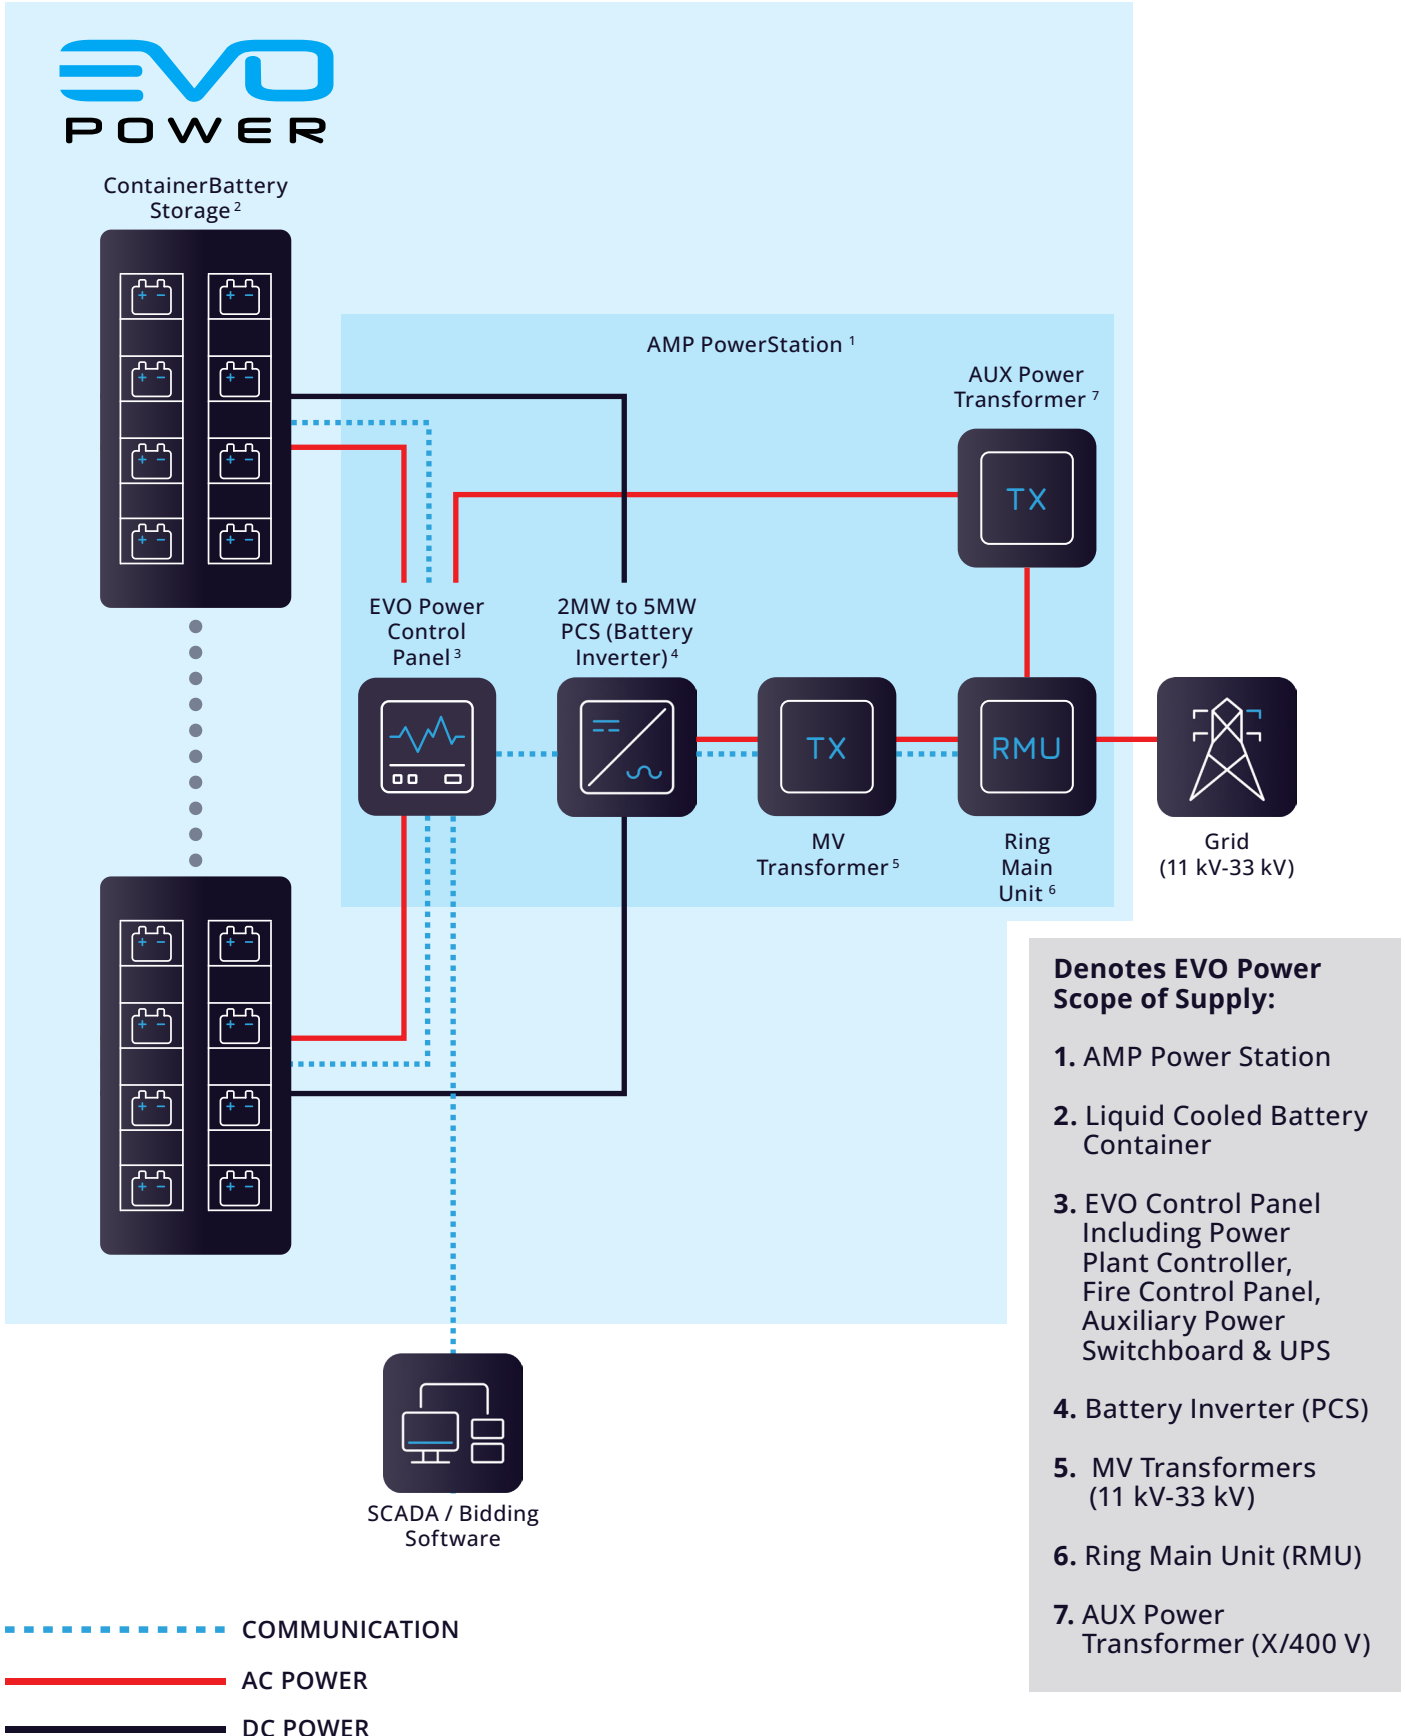 EVO
POWER
ContainerBattery
Storage 2
AMP PowerStation 1
AUX Power
Transformer 7
TX
EVO Power
Control
Panel 3
2MW to 5MW
PCS (Battery
Inverter) 4
TX
RMU
MV
Transformer 5
Ring
Main
Unit 6
Grid
(11 kV-33 kV)
Denotes EVO Power
Scope of Supply:
1. AMP Power Station
2. Liquid Cooled Battery
Container
3. EVO Control Panel
Including Power
Plant Controller,
Fire Control Panel,
Auxiliary Power
Switchboard & UPS
4. Battery Inverter (PCS)
5. MV Transformers
(11 kV-33 kV)
6. Ring Main Unit (RMU)
7. AUX Power
Transformer (X/400 V)
SCADA / Bidding
Software
COMMUNICATION
AC POWER
DC POWER